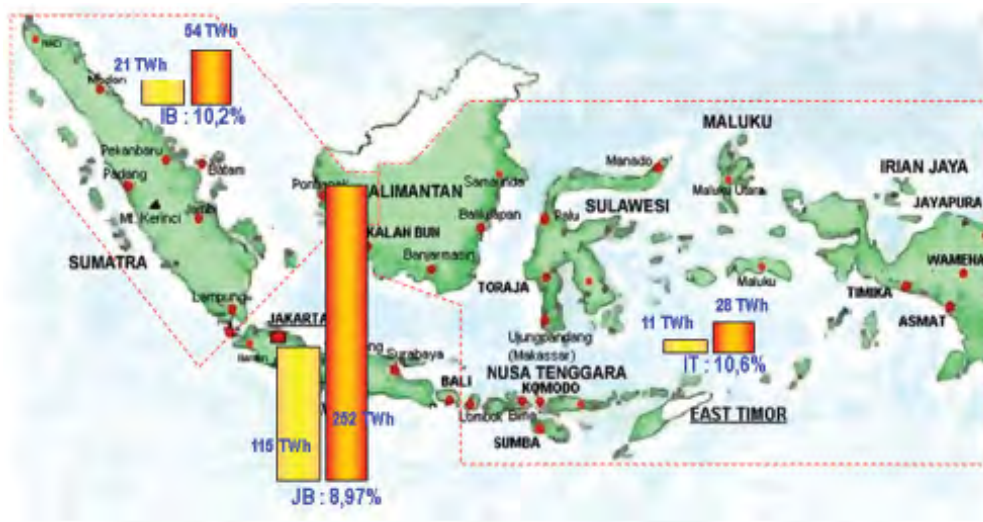 54 TWh
21 TWh
IB : 10,2%
Medan
Pekanbaru
Padang
Batam
Mt. Kerinci
Jambi
SUMATRA
Lampung
JAKARTA
Surabaya
115 TWh
252 TWh
JB : 8,97%
KALIMANTAN
Samarinda
Balikpapan
KALAN BUN
Banjarmasin
MALUKU
Manado
Maluku Utara
IRIAN JAYA
JAYAPURA
Palu
SULAWESI
WAMENA
TORAJA
Maluku
TIMIKA
ASMAT
28 TWh
11 TWh
IT : 10,6%
Ujungpandang
(Makassar)
NUSA TENGGARA
BALI
KOMODO
Lombok
Bima
SUMBA
EAST TIMOR